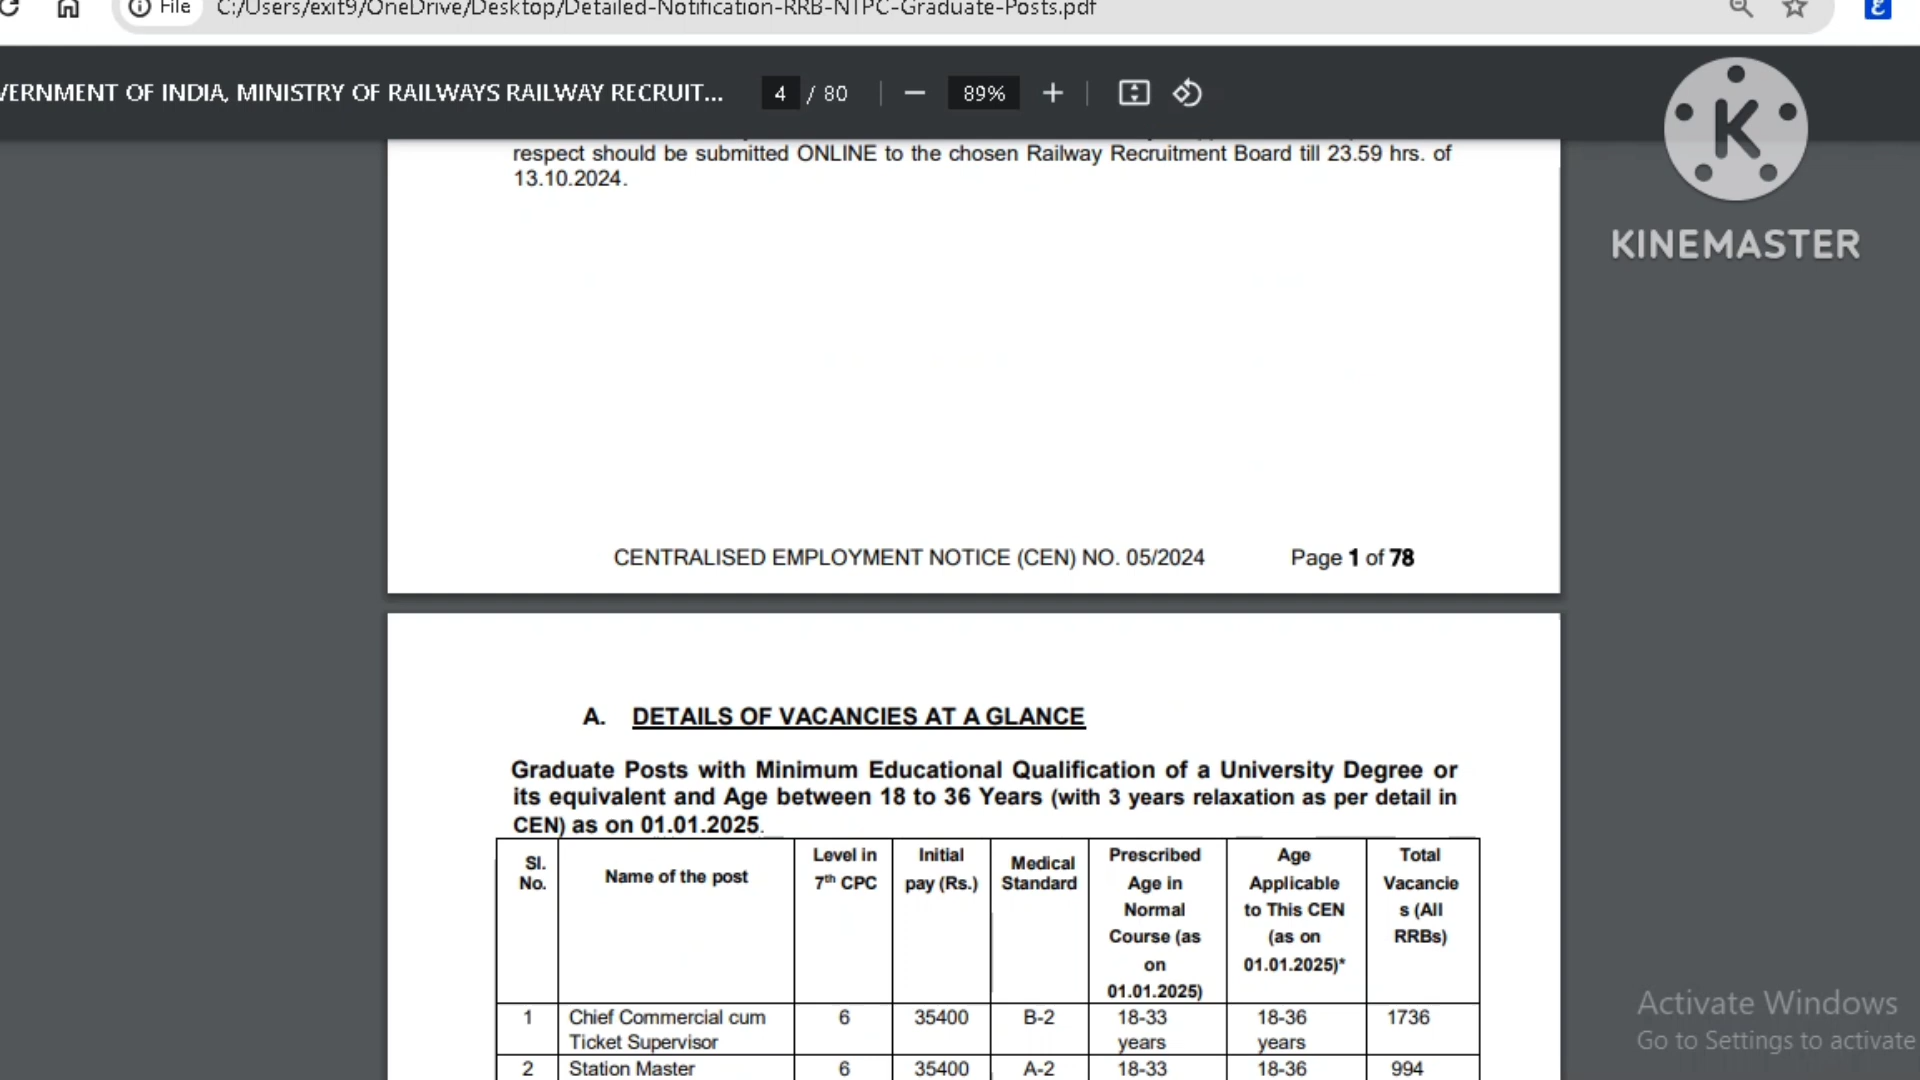 File
C:/Users/exit9/OneDrive/Desktop/Detailed-Notification-RRB-NTPC-Graduate-Posts.pdf
VERNMENT OF INDIA, MINISTRY OF RAILWAYS RAILWAY RECRUIT...
4 / 80
89%
K
KINEMASTER
respect should be submitted ONLINE to the chosen Railway Recruitment Board till 23.59 hrs. of
13.10.2024.
CENTRALISED EMPLOYMENT NOTICE (CEN) NO. 05/2024 Page 1 of 78
A. DETAILS OF VACANCIES AT A GLANCE
Graduate Posts with Minimum Educational Qualification of a University Degree or
its equivalent and Age between 18 to 36 Years (with 3 years relaxation as per detail in
CEN) as on 01.01.2025.
Sl.
No.
Name of the post
Level in
7th CPC
Initial
pay (Rs.)
Medical
Standard
Prescribed
Age in
Normal
Course (as
on
01.01.2025)
Age
Applicable
to This CEN
(as on
01.01.2025)*
Total
Vacancie
s (All
RRBs)
1 Chief Commercial cum 6 35400 B-2 18-33 18-36 1736
Ticket Supervisor years years
2 Station Master 6 35400 A-2 18-33 18-36 994
Activate Windows
Go to Settings to activate